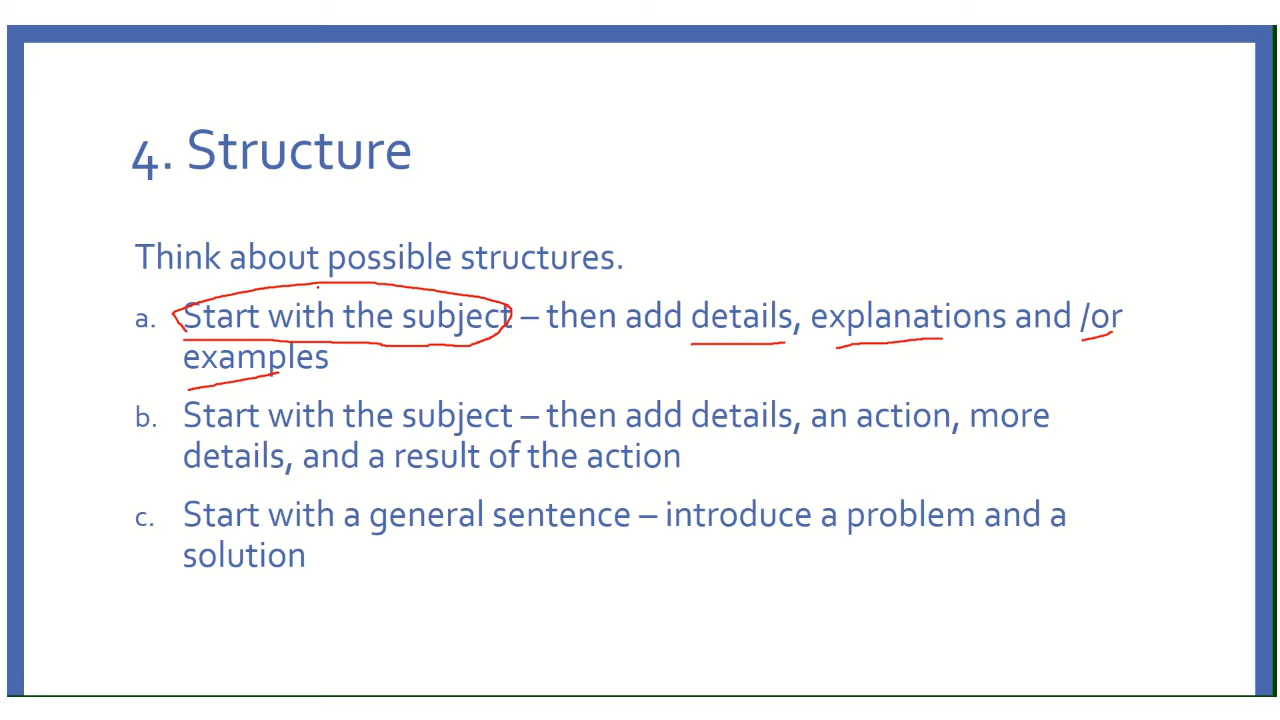 4. Structure
Think about possible structures.
a. Start with the subject – then add details, explanations and /or
examples
b. Start with the subject – then add details, an action, more
details, and a result of the action
c. Start with a general sentence – introduce a problem and a
solution